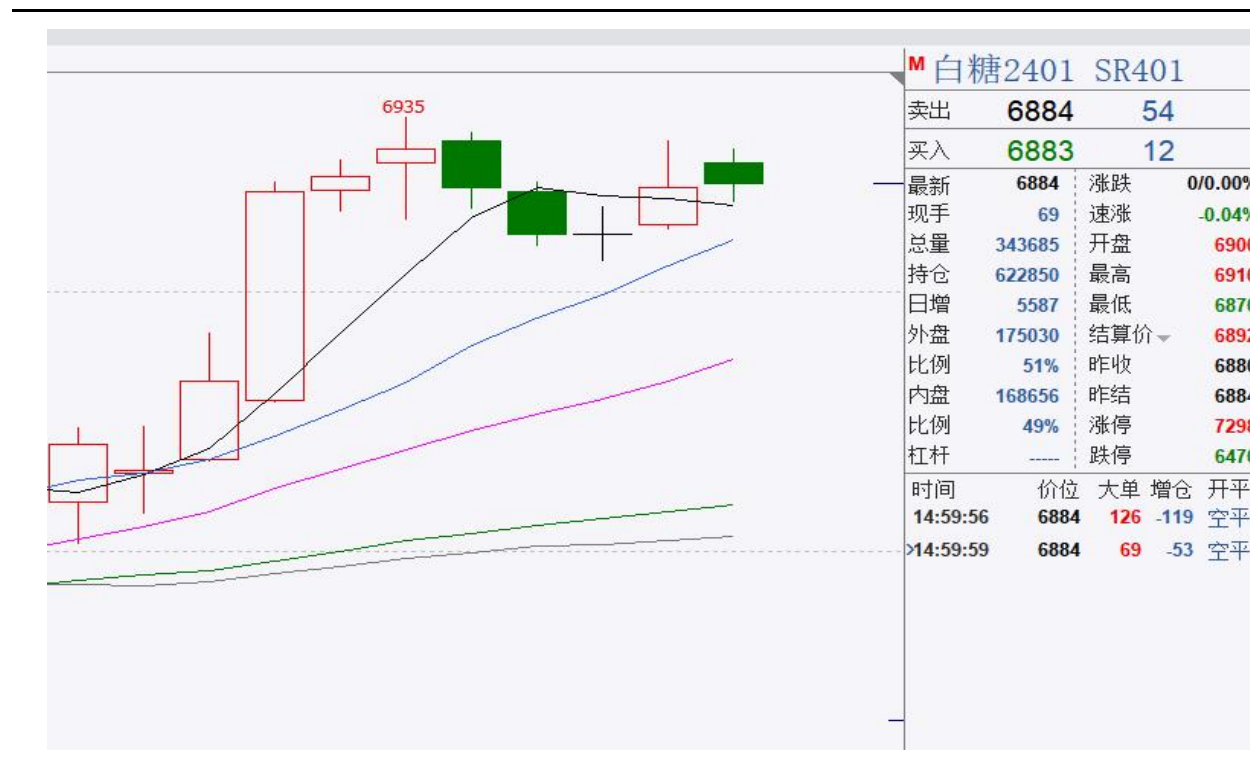 6935
M 白糖2401 SR401
卖出 6884 54
买入 6883 12
最新 6884 涨跌 0/0.00%
现手 69 速涨 -0.04%
总量 343685 开盘
持仓 622850 最高
日增 5587 最低
外盘 175030 结算价
比例 51% 昨收
内盘 168656 昨结
比例 49% 涨停
杠杆 ----- 跌停
时间 价位 大单 增仓 开平
14:59:56 6884 126 -119 空平
14:59:59 6884 69 -53 空平